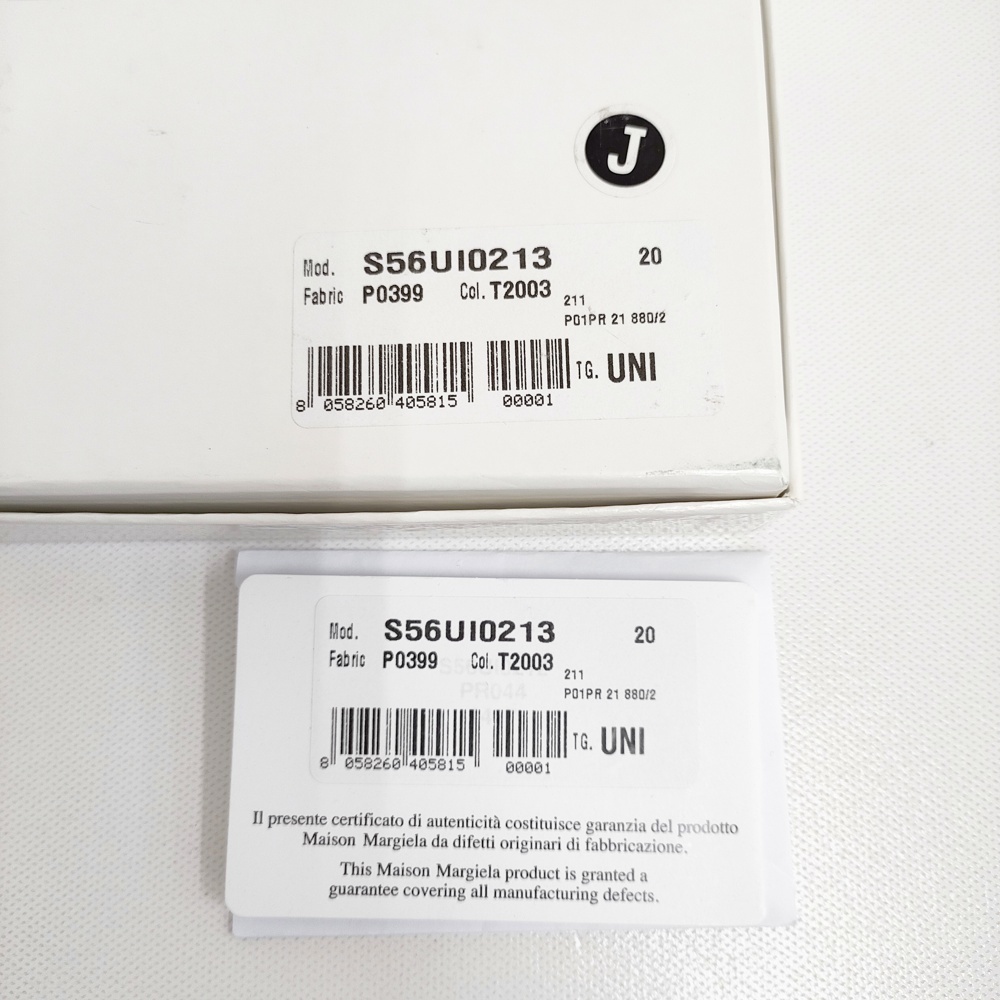 J
Mod. S56UI0213 20
Fabric P0399 Col. T2003
211
P01PR 21 880/2
TG. UNI
8 058260 405815 00001
Mod. S56UI0213 20
Fabric P0399 Col. T2003
211
PR044
P01PR 21 880/2
TG. UNI
8 058260 405815 00001
Il presente certificato di autenticità costituisce garanzia del prodotto
Maison Margiela da difetti originari di fabbricazione.
This Maison Margiela product is granted a
guarantee covering all manufacturing defects.